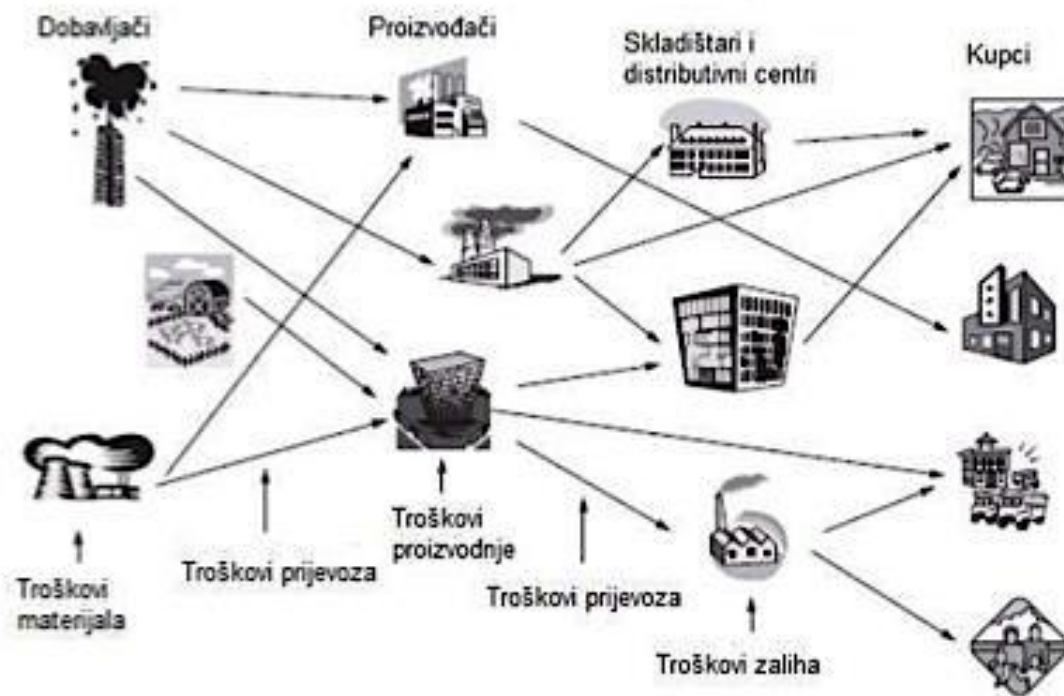 Dobavljači
Proizvođači
Skladištari i
distributivni centri
Kupci
Troškovi
materijala
Troškovi prijevoza
Troškovi
proizvodnje
Troškovi prijevoza
Troškovi zaliha